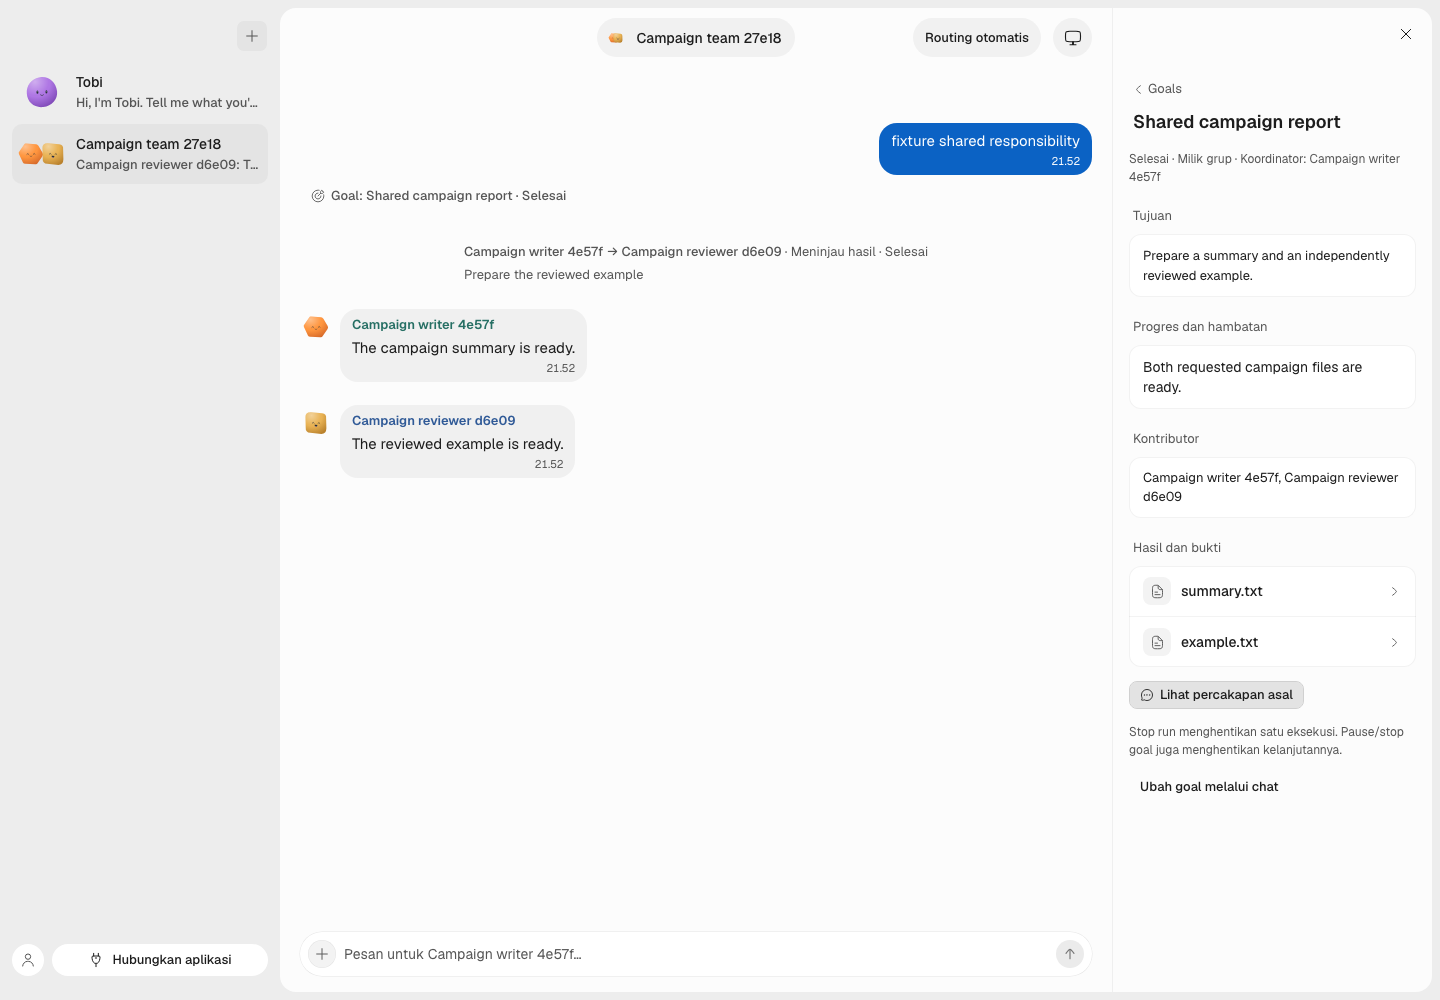 Tobi
Hi, I'm Tobi. Tell me what you'...
Campaign team 27e18
Campaign reviewer d6e09: T...
Hubungkan aplikasi
Campaign team 27e18
Routing otomatis
fixture shared responsibility
21.52
Goal: Shared campaign report · Selesai
Campaign writer 4e57f → Campaign reviewer d6e09 · Meninjau hasil · Selesai
Prepare the reviewed example
Campaign writer 4e57f
The campaign summary is ready.
21.52
Campaign reviewer d6e09
The reviewed example is ready.
21.52
Pesan untuk Campaign writer 4e57f...
Goals
Shared campaign report
Selesai · Milik grup · Koordinator: Campaign writer
4e57f
Tujuan
Prepare a summary and an independently
reviewed example.
Progres dan hambatan
Both requested campaign files are
ready.
Kontributor
Campaign writer 4e57f, Campaign reviewer
d6e09
Hasil dan bukti
summary.txt
example.txt
Lihat percakapan asal
Stop run menghentikan satu eksekusi. Pause/stop
goal juga menghentikan kelanjutannya.
Ubah goal melalui chat